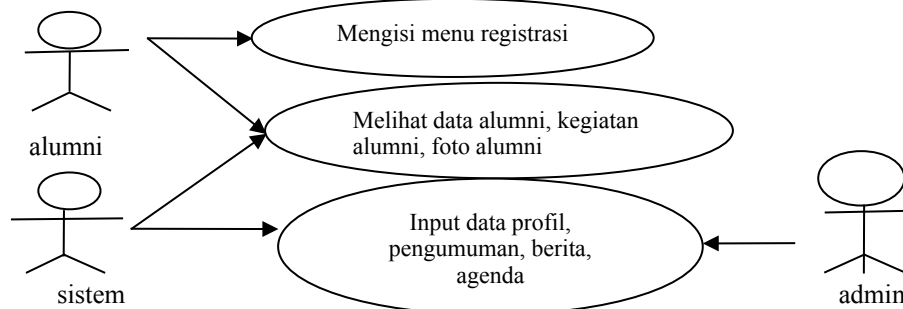 Mengisi menu registrasi
Melihat data alumni, kegiatan
alumni, foto alumni
alumni
Input data profil,
pengumuman, berita,
agenda
sistem
admin